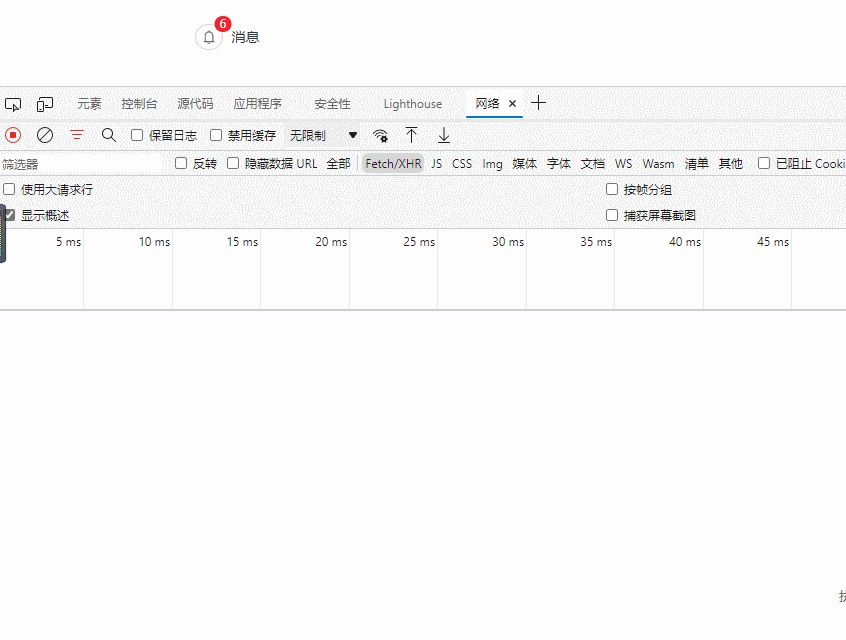 6
消息
元素 控制台 源代码 应用程序 安全性 Lighthouse 网络
保留日志 禁用缓存 无限制
筛选器 反转 隐藏数据 URL 全部 Fetch/XHR JS CSS Img 媒体 字体 文档 WS Wasm 清单 其他 已阻止 Cooki
使用大请求行 按帧分组
显示概述 捕获屏幕截图
5 ms 10 ms 15 ms 20 ms 25 ms 30 ms 35 ms 40 ms 45 ms